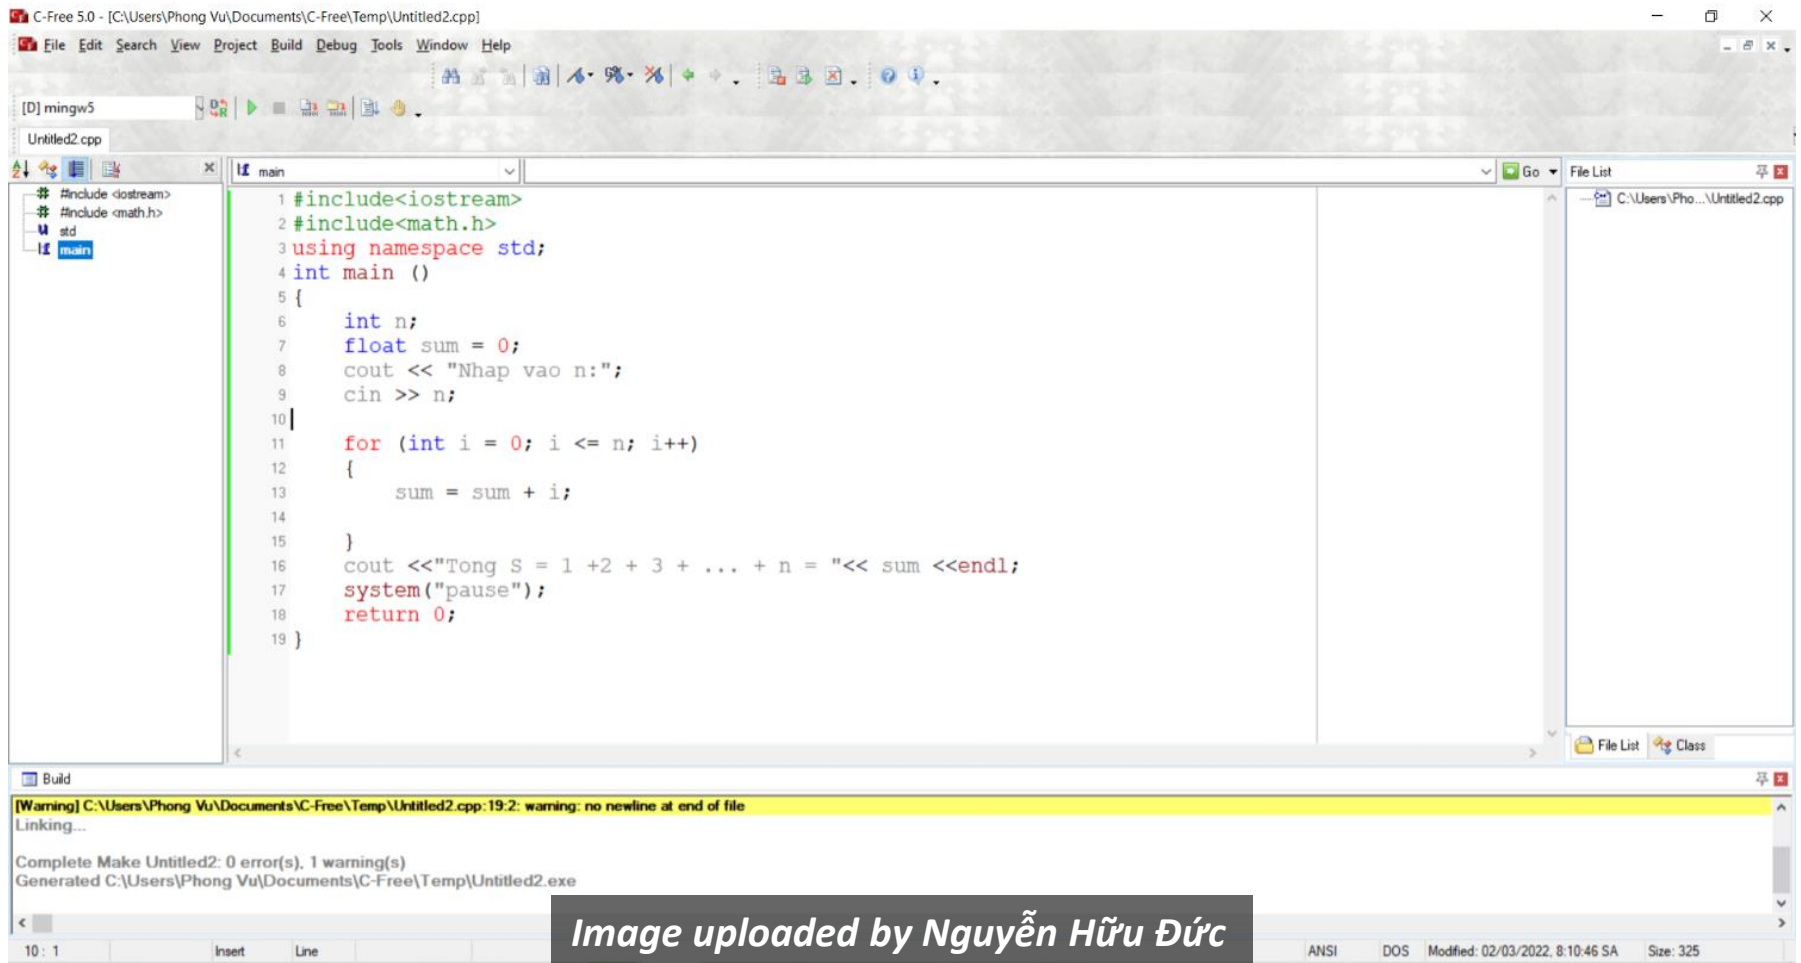 C-Free 5.0 - [C:\Users\Phong Vu\Documents\C-Free\Temp\Untitled2.cpp]
File Edit Search View Project Build Debug Tools Window Help
[D] mingw5
Untitled2.cpp
main
Go
File List
#include <iostream>
#include <math.h>
std
main
C:\Users\Pho...\Untitled2.cpp
1 #include<iostream>
2 #include<math.h>
3 using namespace std;
4 int main ()
5 {
6 int n;
7 float sum = 0;
8 cout << "Nhap vao n:";
9 cin >> n;
10
11 for (int i = 0; i <= n; i++)
12 {
13 sum = sum + i;
14
15 }
16 cout <<"Tong S = 1 +2 + 3 + ... + n = "<< sum <<endl;
17 system("pause");
18 return 0;
19 }
File List Class
Build
[Warning] C:\Users\Phong Vu\Documents\C-Free\Temp\Untitled2.cpp:19:2: warning: no newline at end of file
Linking...
Complete Make Untitled2: 0 error(s), 1 warning(s)
Generated C:\Users\Phong Vu\Documents\C-Free\Temp\Untitled2.exe
Image uploaded by Nguyễn Hữu Đức
10 : 1 Insert Line ANSI DOS Modified: 02/03/2022, 8:10:46 SA Size: 325